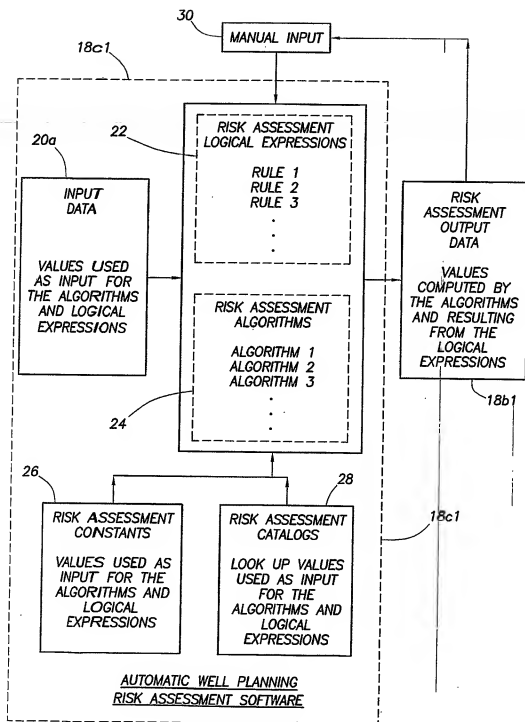 30
MANUAL INPUT
18c1
22
RISK ASSESSMENT
LOGICAL EXPRESSIONS
RULE 1
RULE 2
RULE 3
.
.
.
20a
INPUT
DATA
VALUES USED
AS INPUT FOR
THE ALGORITHMS
AND LOGICAL
EXPRESSIONS
RISK
ASSESSMENT
OUTPUT
DATA
VALUES
COMPUTED BY
THE ALGORITHMS
AND RESULTING
FROM THE
LOGICAL
EXPRESSIONS
18b1
RISK ASSESSMENT
ALGORITHMS
ALGORITHM 1
ALGORITHM 2
ALGORITHM 3
.
.
.
24
26
RISK ASSESSMENT
CONSTANTS
VALUES USED AS
INPUT FOR THE
ALGORITHMS AND
LOGICAL
EXPRESSIONS
28
RISK ASSESSMENT
CATALOGS
LOOK UP VALUES
USED AS INPUT
FOR THE
ALGORITHMS AND
LOGICAL
EXPRESSIONS
18c1
AUTOMATIC WELL PLANNING
RISK ASSESSMENT SOFTWARE